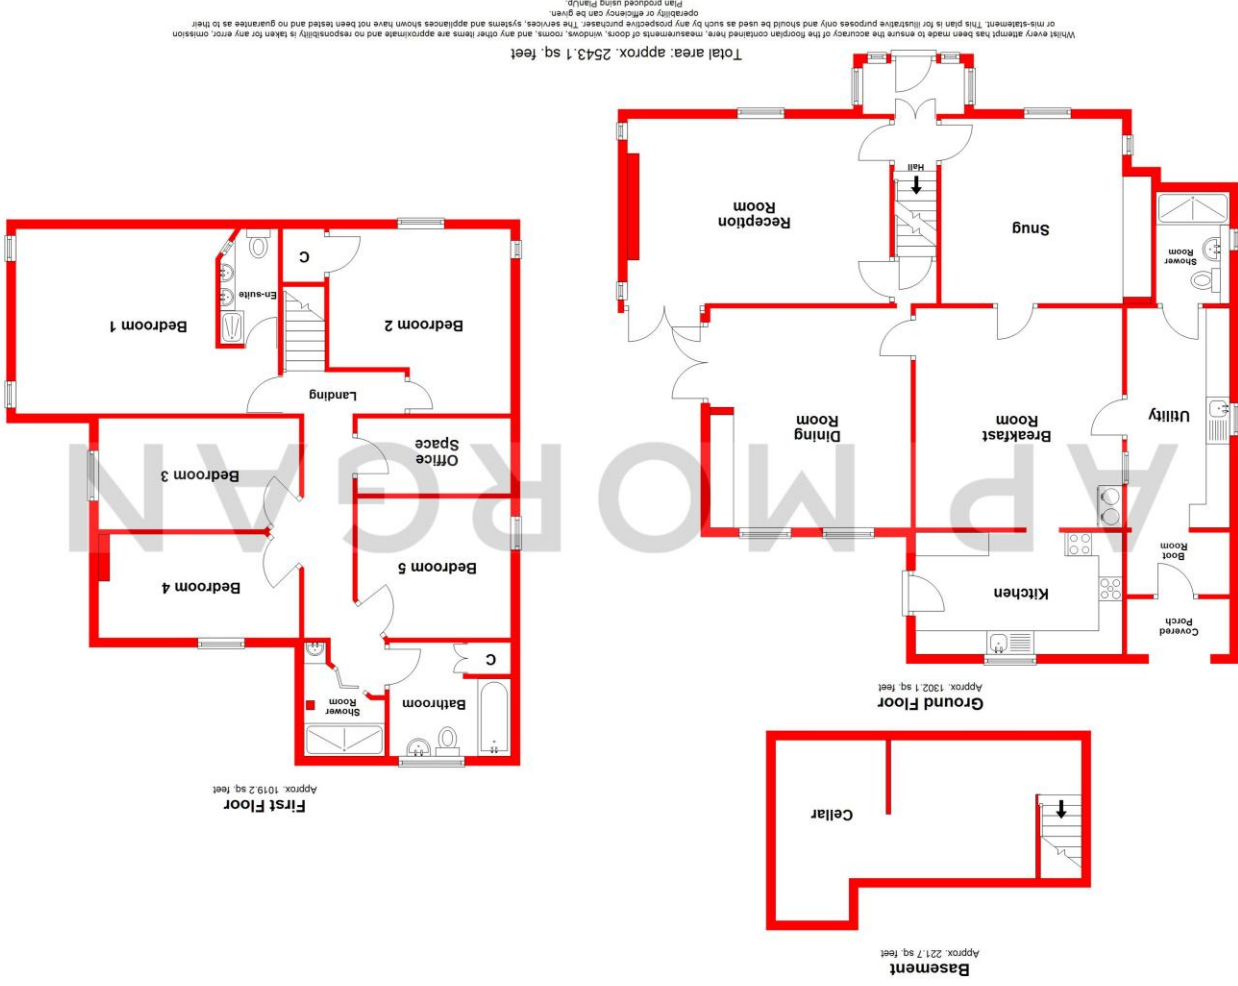 Basement
Approx. 221.7 sq. feet
Cellar
Ground Floor
Approx. 1302.1 sq. feet
Covered
Porch
Kitchen
Boot
Room
Utility
Breakfast
Room
Dining
Room
Shower
Room
Snug
Reception
Room
Hall
First Floor
Approx. 1019.2 sq. feet
Shower
Room
Bathroom
C
Bedroom 5
Bedroom 4
Office
Space
Bedroom 3
Landing
Bedroom 2
Bedroom 1
En-suite
C
A P MORGAN
Total area: approx. 2543.1 sq. feet
Whilst every attempt has been made to ensure the accuracy of the floorplan contained here, measurements of doors, windows, rooms, and any other items are approximate and no responsibility is taken for any error, omission
or mis-statement. This plan is for illustrative purposes only and should be used as such by any prospective purchaser. The services, systems and appliances shown have not been tested and no guarantee as to their
operability or efficiency can be given.
Plan produced using PlanUp.